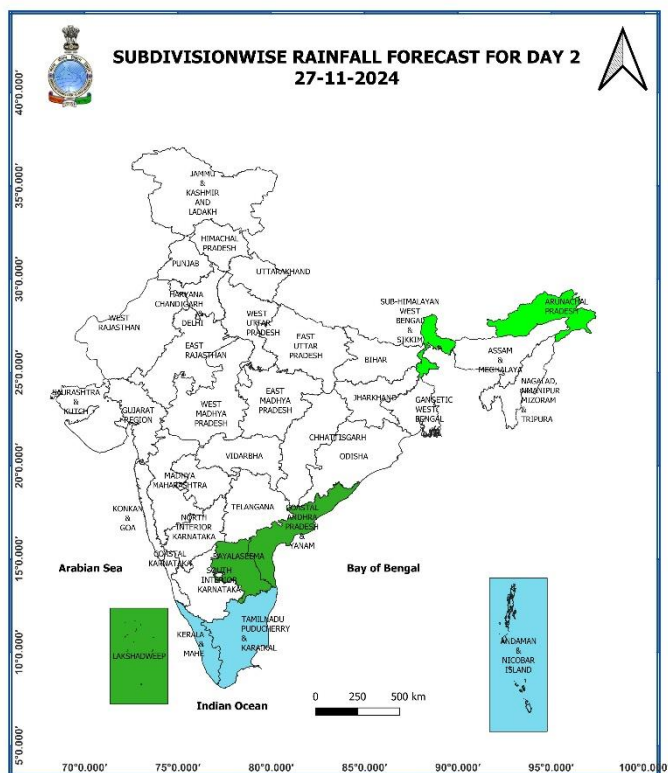 SUBDIVISIONWISE RAINFALL FORECAST FOR DAY 2
27-11-2024
40°0.000'
35°0.000'
30°0.000'
25°0.000'
20°0.000'
15°0.000'
10°0.000'
5°0.000'
JAMMU
&
KASHMIR
AND
LADAKH
HIMACHAL
PRADESH
PUNJAB
UTTARAKHAND
HARYANA
CHANDIGARH
&
DELHI
WEST
RAJASTHAN
WEST
UTTAR
PRADESH
EAST
RAJASTHAN
EAST
UTTAR
PRADESH
SUB-HIMALAYAN
WEST
BENGAL
&
SIKKIM
ARUNACHAL
PRADESH
BIHAR
ASSAM
&
MEGHALAYA
NAGALAD,
MANIPUR
MIZORAM
&
TRIPURA
SAURASHTRA
&
KUTCH
GUJARAT
REGION
WEST
MADHYA
PRADESH
EAST
MADHYA
PRADESH
JHARKHAND
GANGETIC
WEST
BENGAL
CHHATTISGARH
ODISHA
VIDARBHA
MADHYA
MAHARASHTRA
KONKAN
&
GOA
TELANGANA
NORTH
INTERIOR
KARNATAKA
COASTAL
ANDHRA
PRADESH
&
YANAM
COASTAL
KARNATAKA
RAYALASEEMA
SOUTH
INTERIOR
KARNATAKA
Arabian Sea
Bay of Bengal
LAKSHADWEEP
KERALA
&
MAHE
TAMILNADU
PUDUCHERRY
&
KARAIKAL
ANDAMAN
&
NICOBAR
ISLAND
Indian Ocean
0 250 500 km
70°0.000' 75°0.000' 80°0.000' 85°0.000' 90°0.000' 95°0.000' 100°0.000'